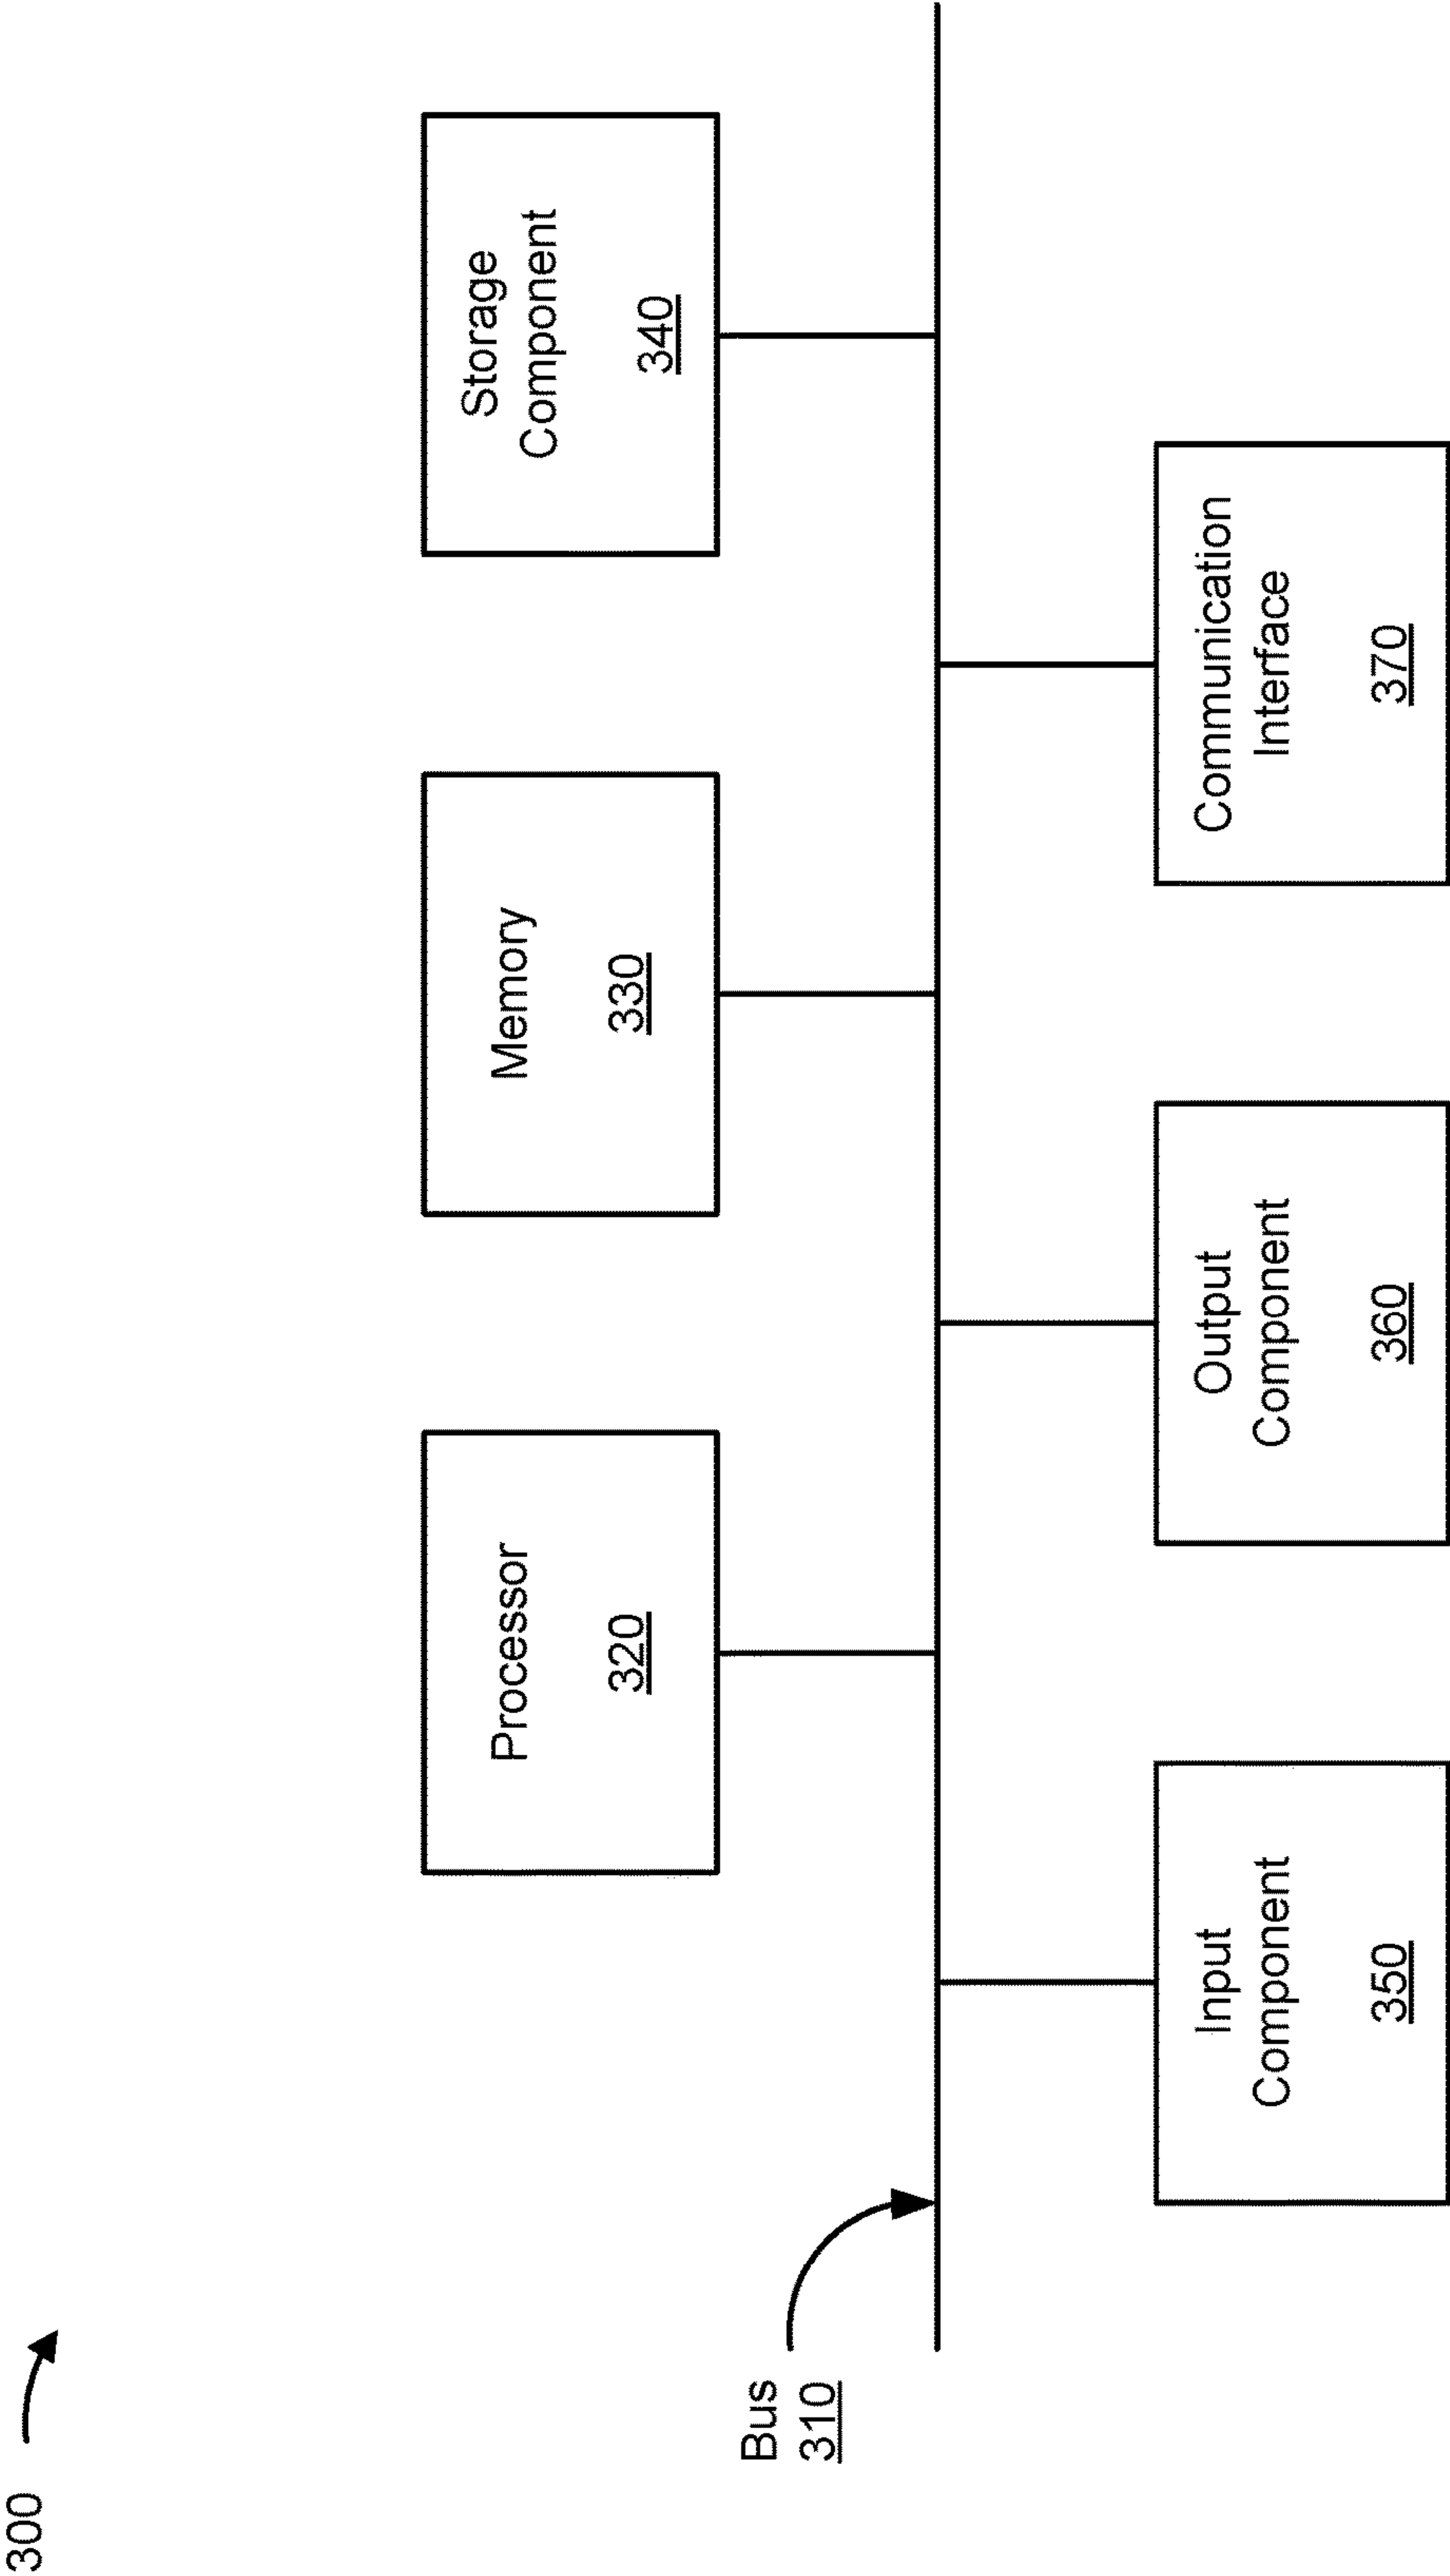 300
Processor
320
Memory
330
Storage
Component
340
Bus
310
Input
Component
350
Output
Component
360
Communication
Interface
370